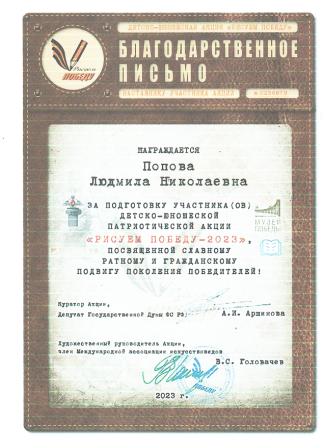 ДЕТСКО-ЮНОШЕСКАЯ АКЦИЯ «РИСУЕМ ПОБЕДУ»
БЛАГОДАРСТВЕННОЕ
ПИСЬМО
Рисуем
ПОБЕДУ
НАСТАВНИКУ УЧАСТНИКА АКЦИИ
НАГРАЖДАЕТСЯ
Попова
Людмила Николаевна
ЗА ПОДГОТОВКУ УЧАСТНИКА(ОВ)
ДЕТСКО-ЮНОШЕСКОЙ
ПАТРИОТИЧЕСКОЙ АКЦИИ
«РИСУЕМ ПОБЕДУ-2023»,
ПОСВЯЩЕННОЙ СЛАВНОМУ
РАТНОМУ И ГРАЖДАНСКОМУ
ПОДВИГУ ПОКОЛЕНИЯ ПОБЕДИТЕЛЕЙ!
МУЗЕЙ
ПОБЕДЫ
Куратор Акции,
Депутат Государственной Думы ФС РФ
А.И. Аршинова
Художественный руководитель Акции,
член Международной ассоциации искусствоведов
В.С. Головачев
2023 г.